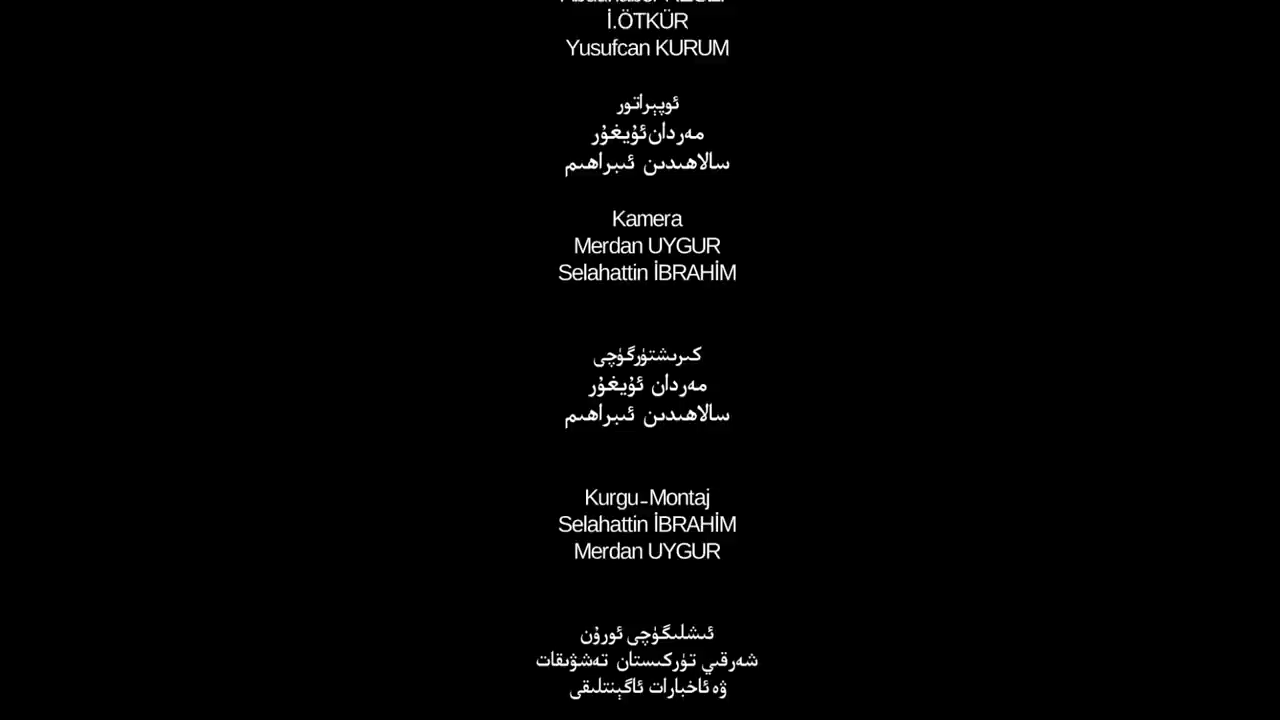 İ.ÖTKÜR
Yusufcan KURUM
ئوپېراتور
مەردان ئۇيغۇر
سالاھىدىن ئىبراھىم
Kamera
Merdan UYGUR
Selahattin İBRAHİM
كىرىشتۈرگۈچى
مەردان ئۇيغۇر
سالاھىدىن ئىبراھىم
Kurgu-Montaj
Selahattin İBRAHİM
Merdan UYGUR
ئىشلىگۈچى ئورۇن
شەرقىي تۈركىستان تەشۋىقات
ۋە ئاخبارات ئاگېنتلىقى